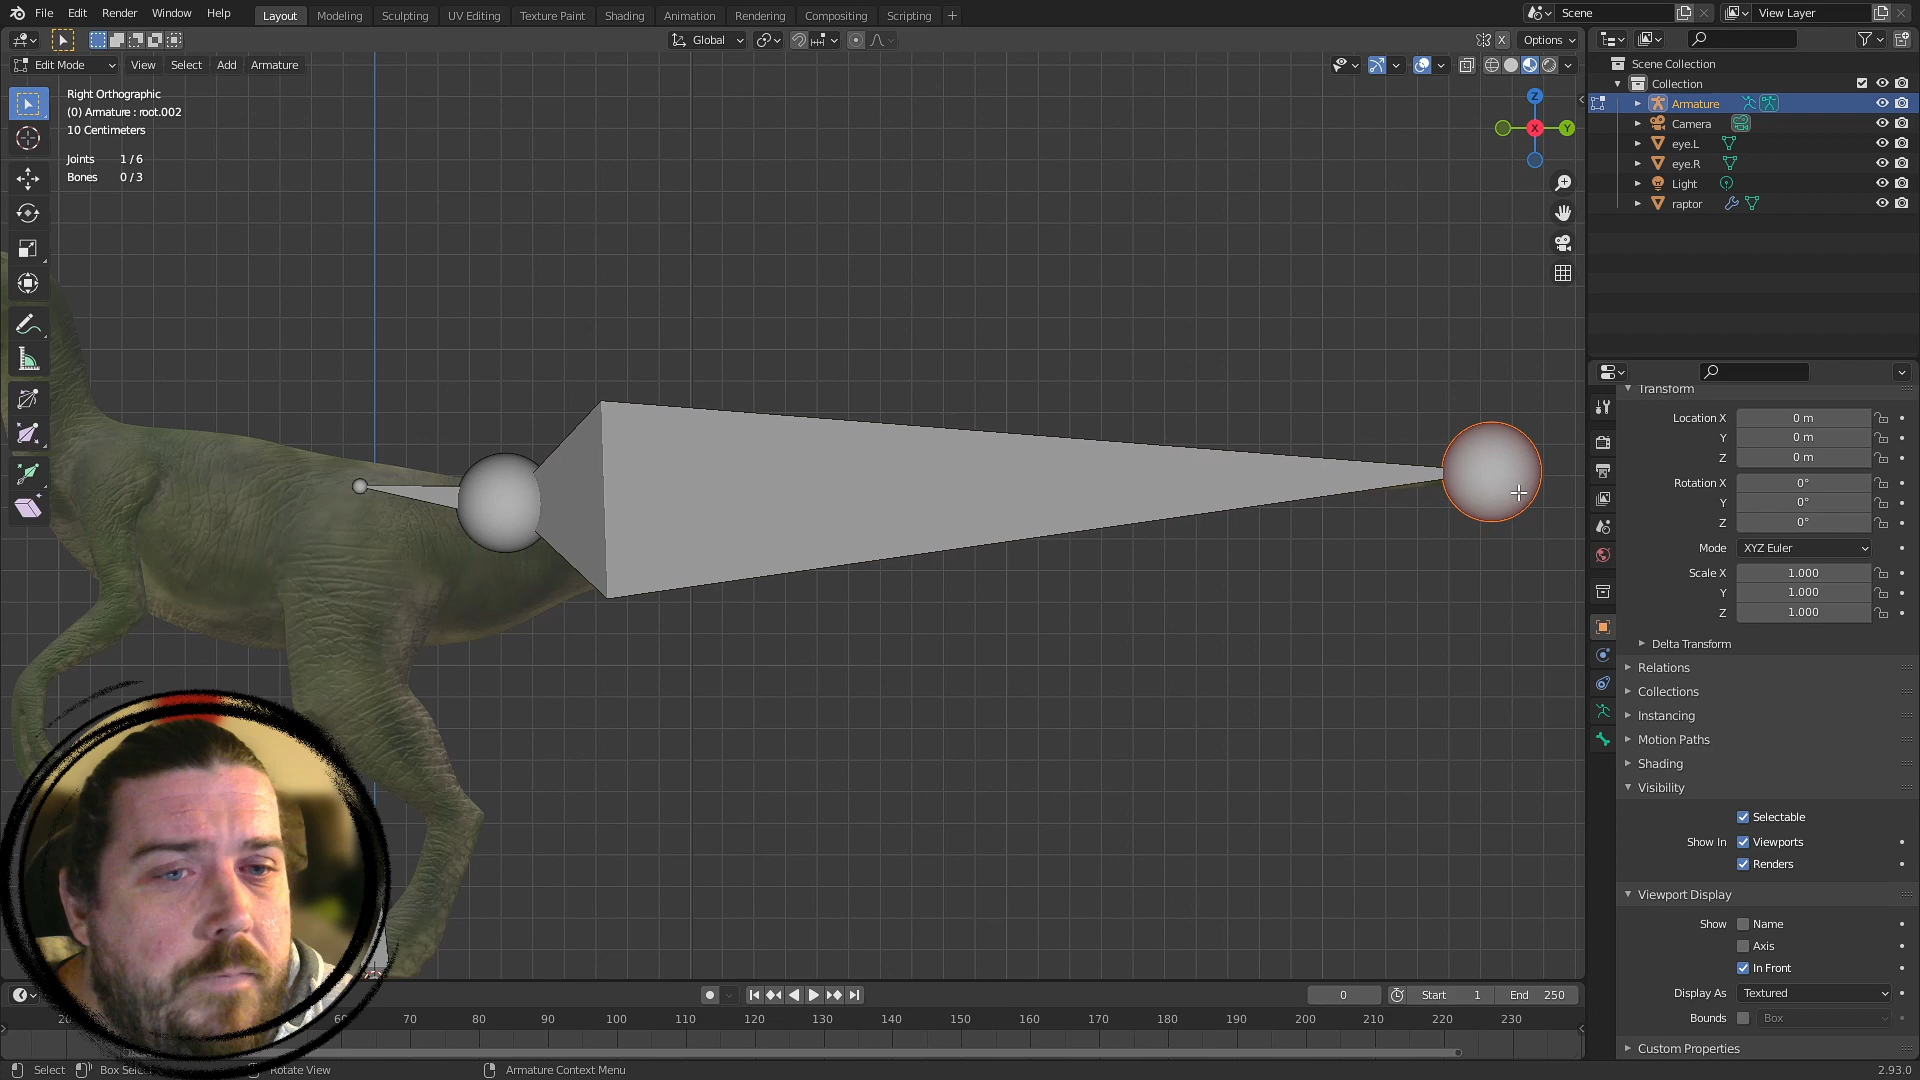 File Edit Render Window Help Layout Modeling Sculpting UV Editing Texture Paint Shading Animation Rendering Compositing Scripting +
Scene View Layer
Global X Options
Edit Mode View Select Add Armature
Right Orthographic
(0) Armature : root.002
10 Centimeters
Joints 1/6
Bones 0/3
Z
X Y
Scene Collection
Collection
Armature
Camera
eye.L
eye.R
Light
raptor
Transform
Location X 0 m
Y 0 m
Z 0 m
Rotation X 0°
Y 0°
Z 0°
Mode XYZ Euler
Scale X 1.000
Y 1.000
Z 1.000
Delta Transform
Relations
Collections
Instancing
Motion Paths
Shading
Visibility
Selectable
Show In Viewports
Renders
Viewport Display
Show Name
Axis
In Front
Display As Textured
Bounds Box
Custom Properties
0 Start 1 End 250
60 70 80 90 100 110 120 130 140 150 160 170 180 190 200 210 220 230
Select Box Rotate View Armature Context Menu 2.93.0